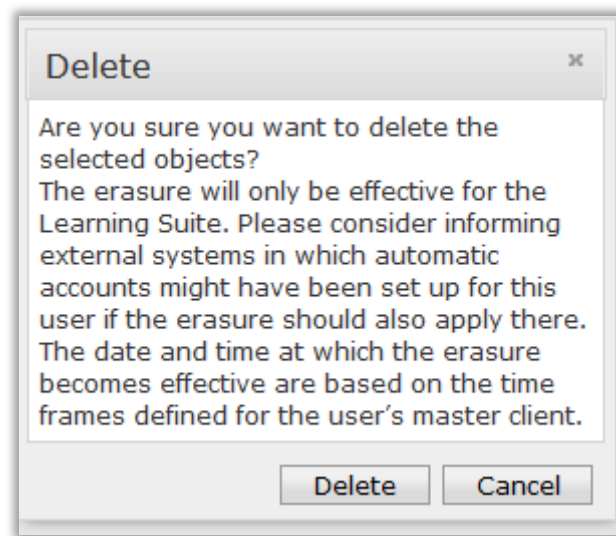 Delete
Are you sure you want to delete the
selected objects?
The erasure will only be effective for the
Learning Suite. Please consider informing
external systems in which automatic
accounts might have been set up for this
user if the erasure should also apply there.
The date and time at which the erasure
becomes effective are based on the time
frames defined for the user’s master client.
Delete Cancel